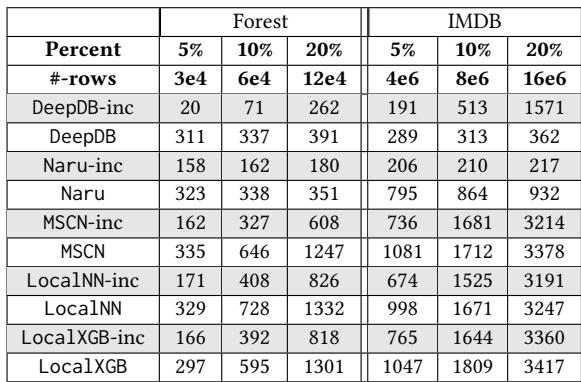 Forest IMDB
Percent 5% 10% 20% 5% 10% 20%
#-rows 3e4 6e4 12e4 4e6 8e6 16e6
DeepDB-inc 20 71 262 191 513 1571
DeepDB 311 337 391 289 313 362
Naru-inc 158 162 180 206 210 217
Naru 323 338 351 795 864 932
MSCN-inc 162 327 608 736 1681 3214
MSCN 335 646 1247 1081 1712 3378
LocalNN-inc 171 408 826 674 1525 3191
LocalNN 329 728 1332 998 1671 3247
LocalXGB-inc 166 392 818 765 1644 3360
LocalXGB 297 595 1301 1047 1809 3417